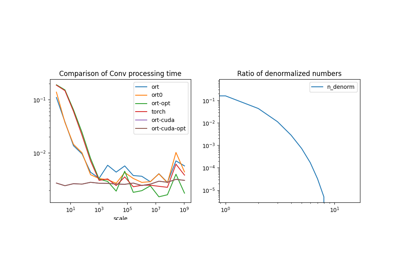 Comparison of Conv processing time
10⁻¹
10⁻²
10¹
10³
10⁵
10⁷
10⁹
scale
ort
ort0
ort-opt
torch
ort-cuda
ort-cuda-opt
Ratio of denormalized numbers
10⁻¹
10⁻²
10⁻³
10⁻⁴
10⁻⁵
10⁰
10¹
n_denorm